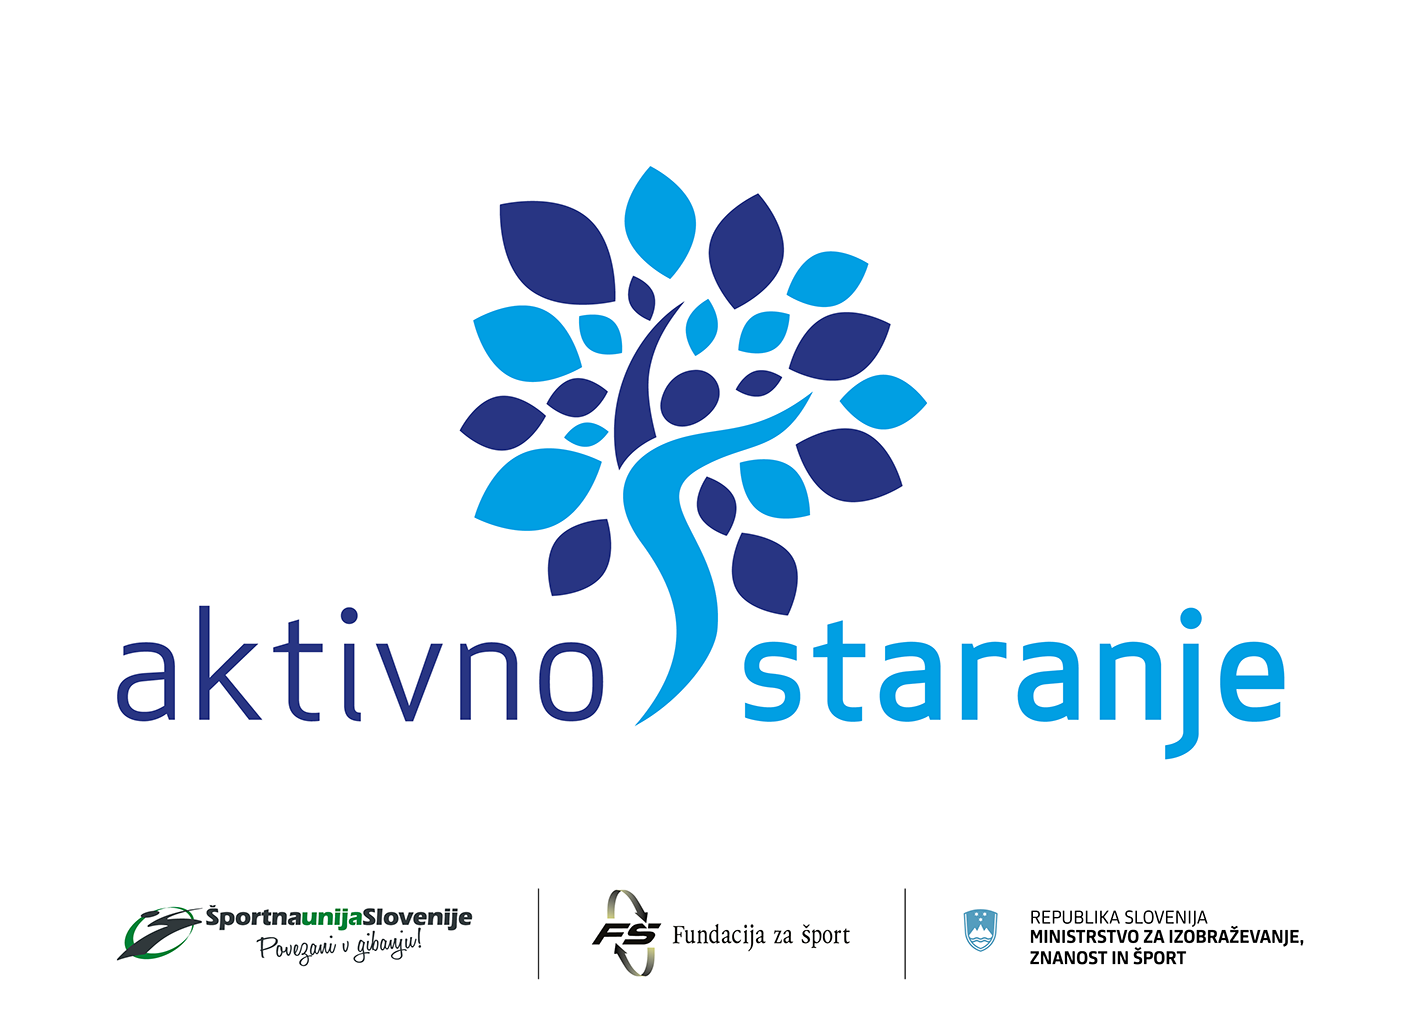 aktivno staranje
ŠportnaunijaSlovenije
Povezani v gibanju!
FŠ Fundacija za šport
REPUBLIKA SLOVENIJA
MINISTRSTVO ZA IZOBRAŽEVANJE,
ZNANOST IN ŠPORT